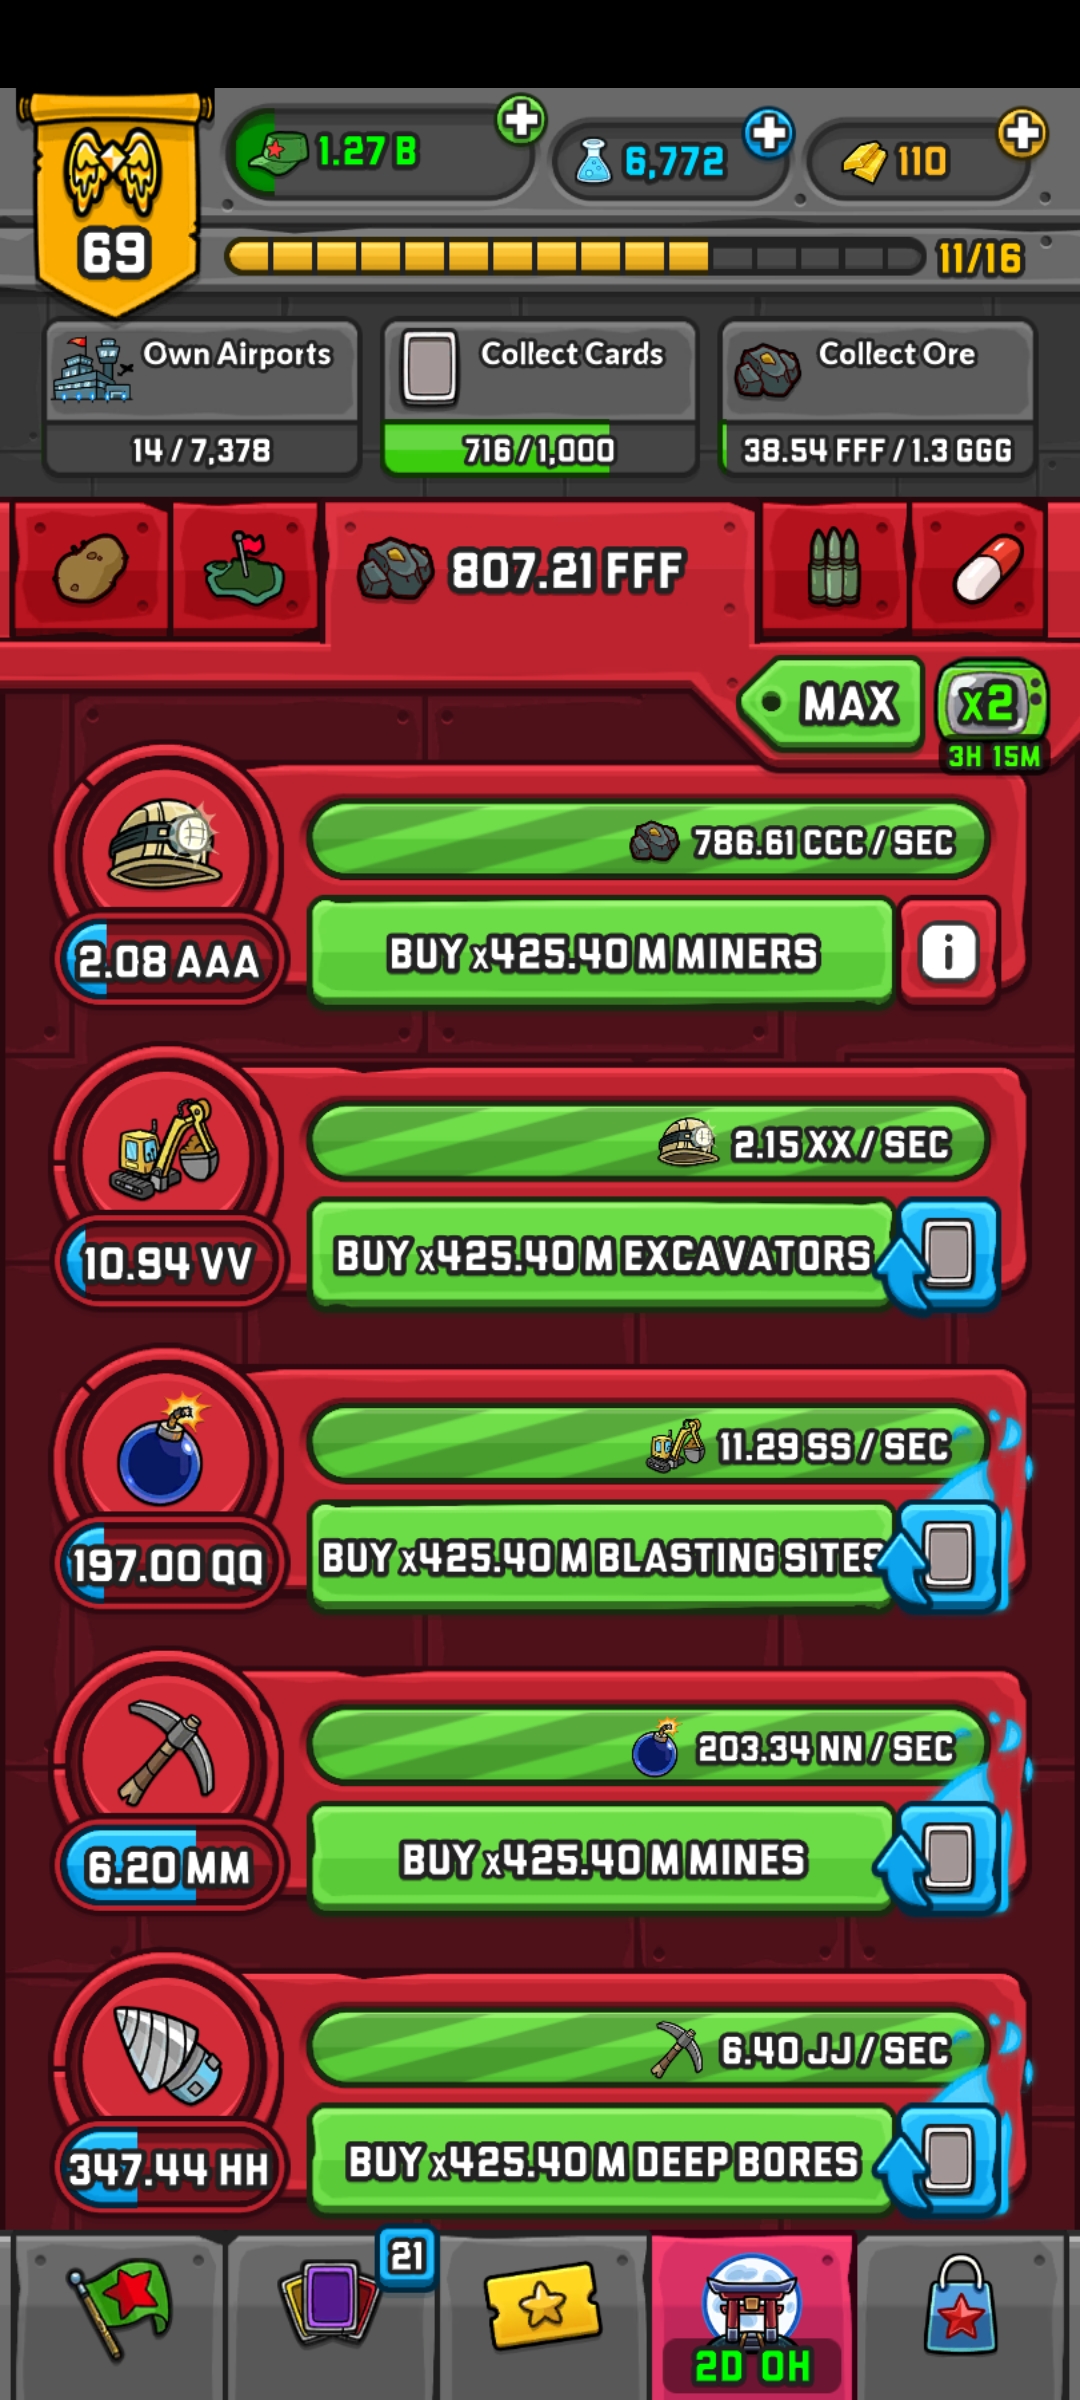 69
1.27 B
6,772
110
11/16
Own Airports
14 / 7,378
Collect Cards
716 / 1,000
Collect Ore
38.54 FFF / 1.3 GGG
807.21 FFF
MAX
x2
3H 15M
786.61 CCC / SEC
2.08 AAA
BUY x425.40 M MINERS
i
2.15 XX / SEC
10.94 VV
BUY x425.40 M EXCAVATORS
11.29 SS / SEC
197.00 QQ
BUY x425.40 M BLASTING SITES
203.34 NN / SEC
6.20 MM
BUY x425.40 M MINES
6.40 JJ / SEC
347.44 HH
BUY x425.40 M DEEP BORES
21
2D 0H